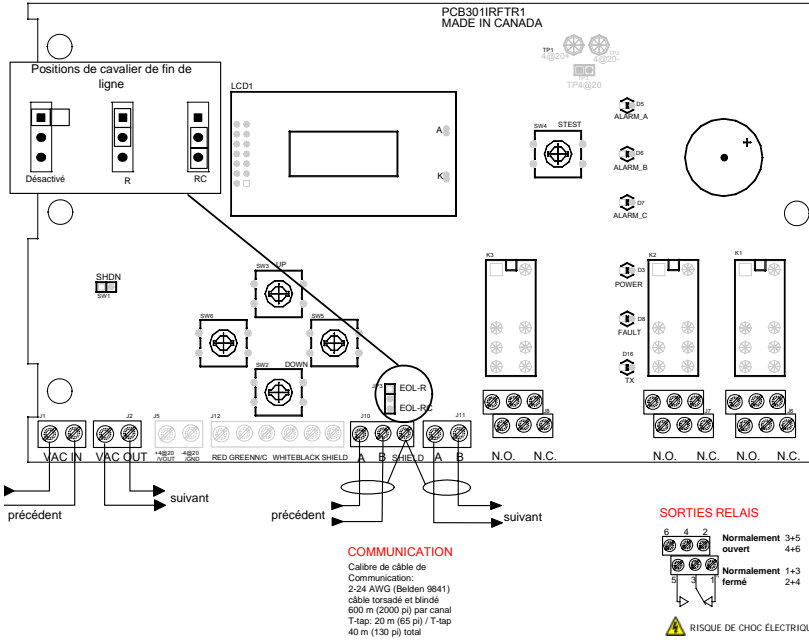 PCB301IRFTR1
MADE IN CANADA
TP1
4@20+
TP2
4@20-
TP3
TP4@20
Positions de cavalier de fin de
ligne
Désactivé
R
RC
LCD1
A
K
SW4
STEST
D5
ALARM_A
D6
ALARM_B
D7
ALARM_C
SHDN
SW1
SW3
UP
SW6
SW5
SW2
DOWN
JP3
EOL-R
EOL-RC
K3
D3
POWER
D8
FAULT
D16
TX
K2
K1
J8
J7
J6
N.O.
N.C.
N.O.
N.C.
N.O.
N.C.
J1
VAC IN
J2
VAC OUT
J5
+4@20
/VOUT
-4@20
/GND
J12
RED GREEN N/C WHITE BLACK SHIELD
J10
A
B
SHIELD
J11
A
B
précédent
suivant
précédent
suivant
COMMUNICATION
Calibre de câble de
Communication:
2-24 AWG (Belden 9841)
câble torsadé et blindé
600 m (2000 pi) par canal
T-tap: 20 m (65 pi) / T-tap
40 m (130 pi) total
SORTIES RELAIS
6 4 2
5 3 1
Normalement 3+5
ouvert 4+6
Normalement 1+3
fermé 2+4
RISQUE DE CHOC ÉLECTRIQU